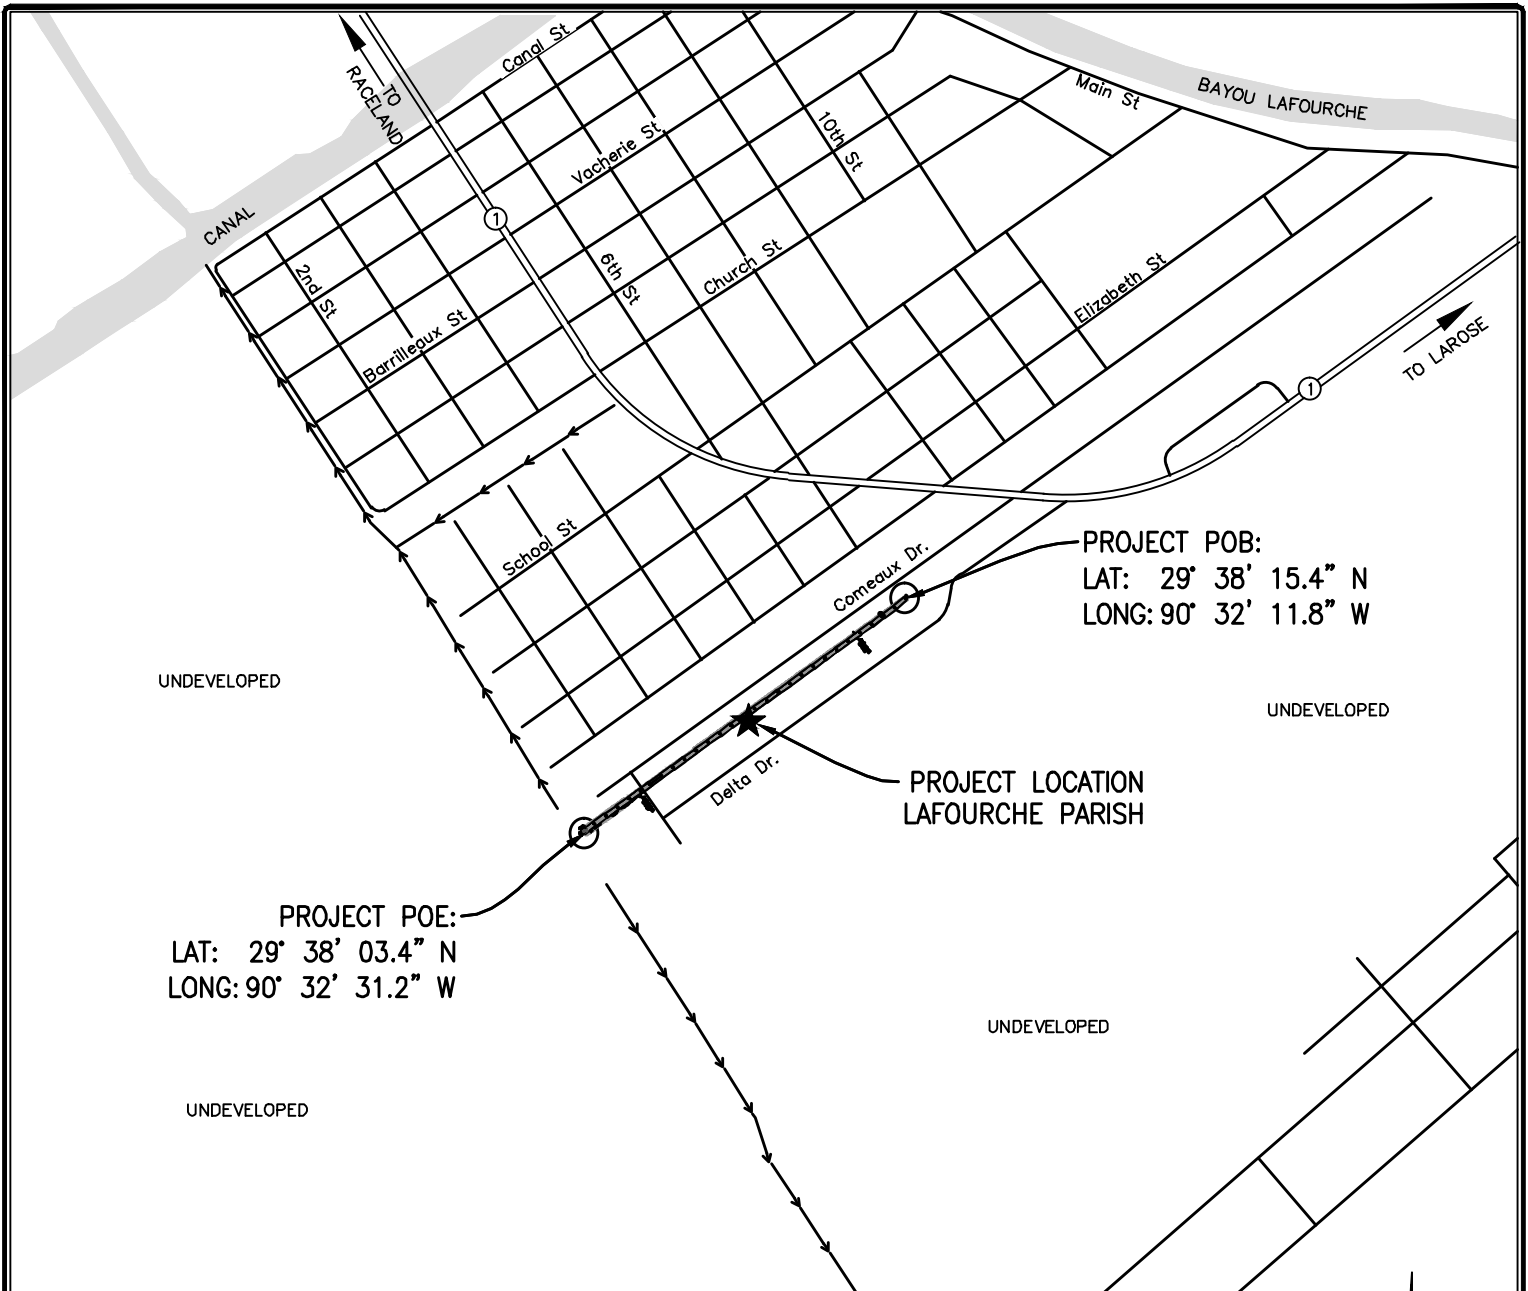 Canal St
TO
RACELAND
BAYOU LAFOURCHE
Main St
10th St
Vacherie St
CANAL
1
2nd St
6th St
Church St
Elizabeth St
Barrilleaux St
TO LAROSE
1
School St
Comeaux Dr.
PROJECT POB:
LAT: 29° 38' 15.4" N
LONG: 90° 32' 11.8" W
UNDEVELOPED
UNDEVELOPED
Delta Dr.
PROJECT LOCATION
LAFOURCHE PARISH
PROJECT POE:
LAT: 29° 38' 03.4" N
LONG: 90° 32' 31.2" W
UNDEVELOPED
UNDEVELOPED